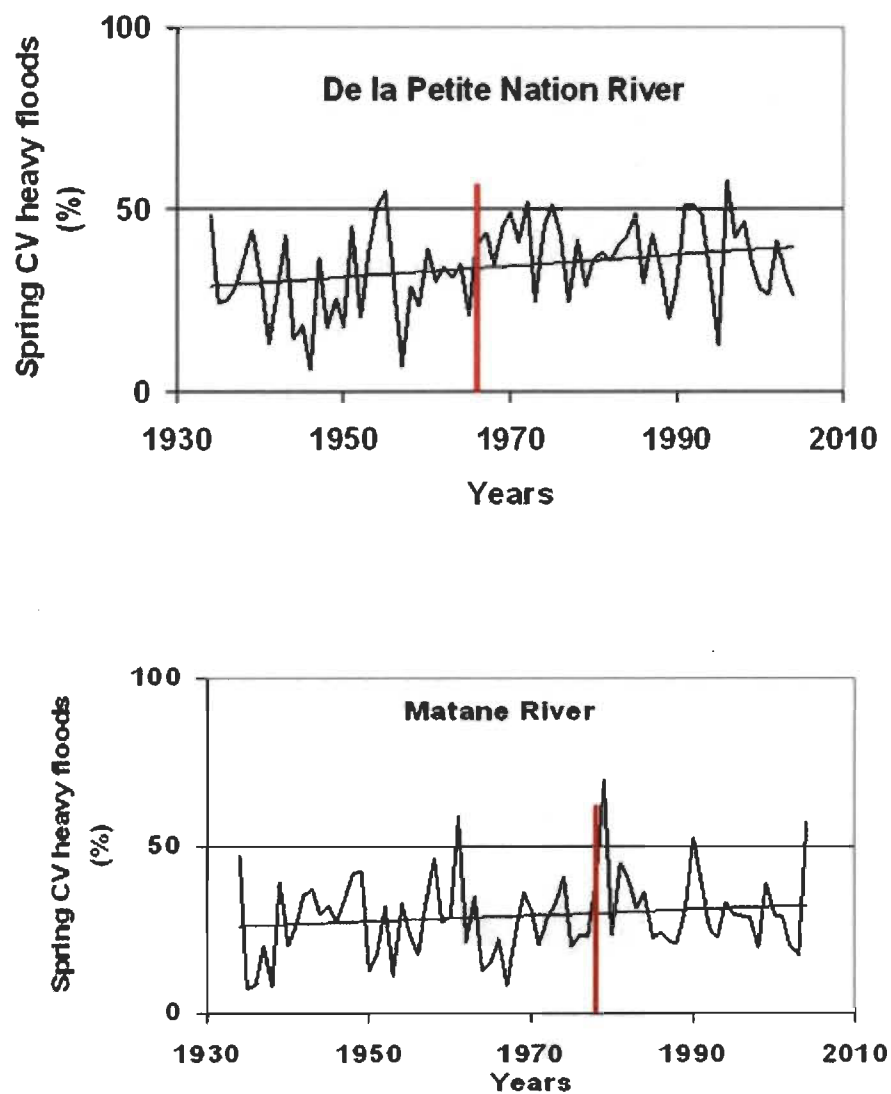 100
De la Petite Nation River
Spring CV heavy floods
(%)
50
0
1930 1950 1970 1990 2010
Years
100
Matane River
Spring CV heavy floods
(%)
50
0
1930 1950 1970 1990 2010
Years